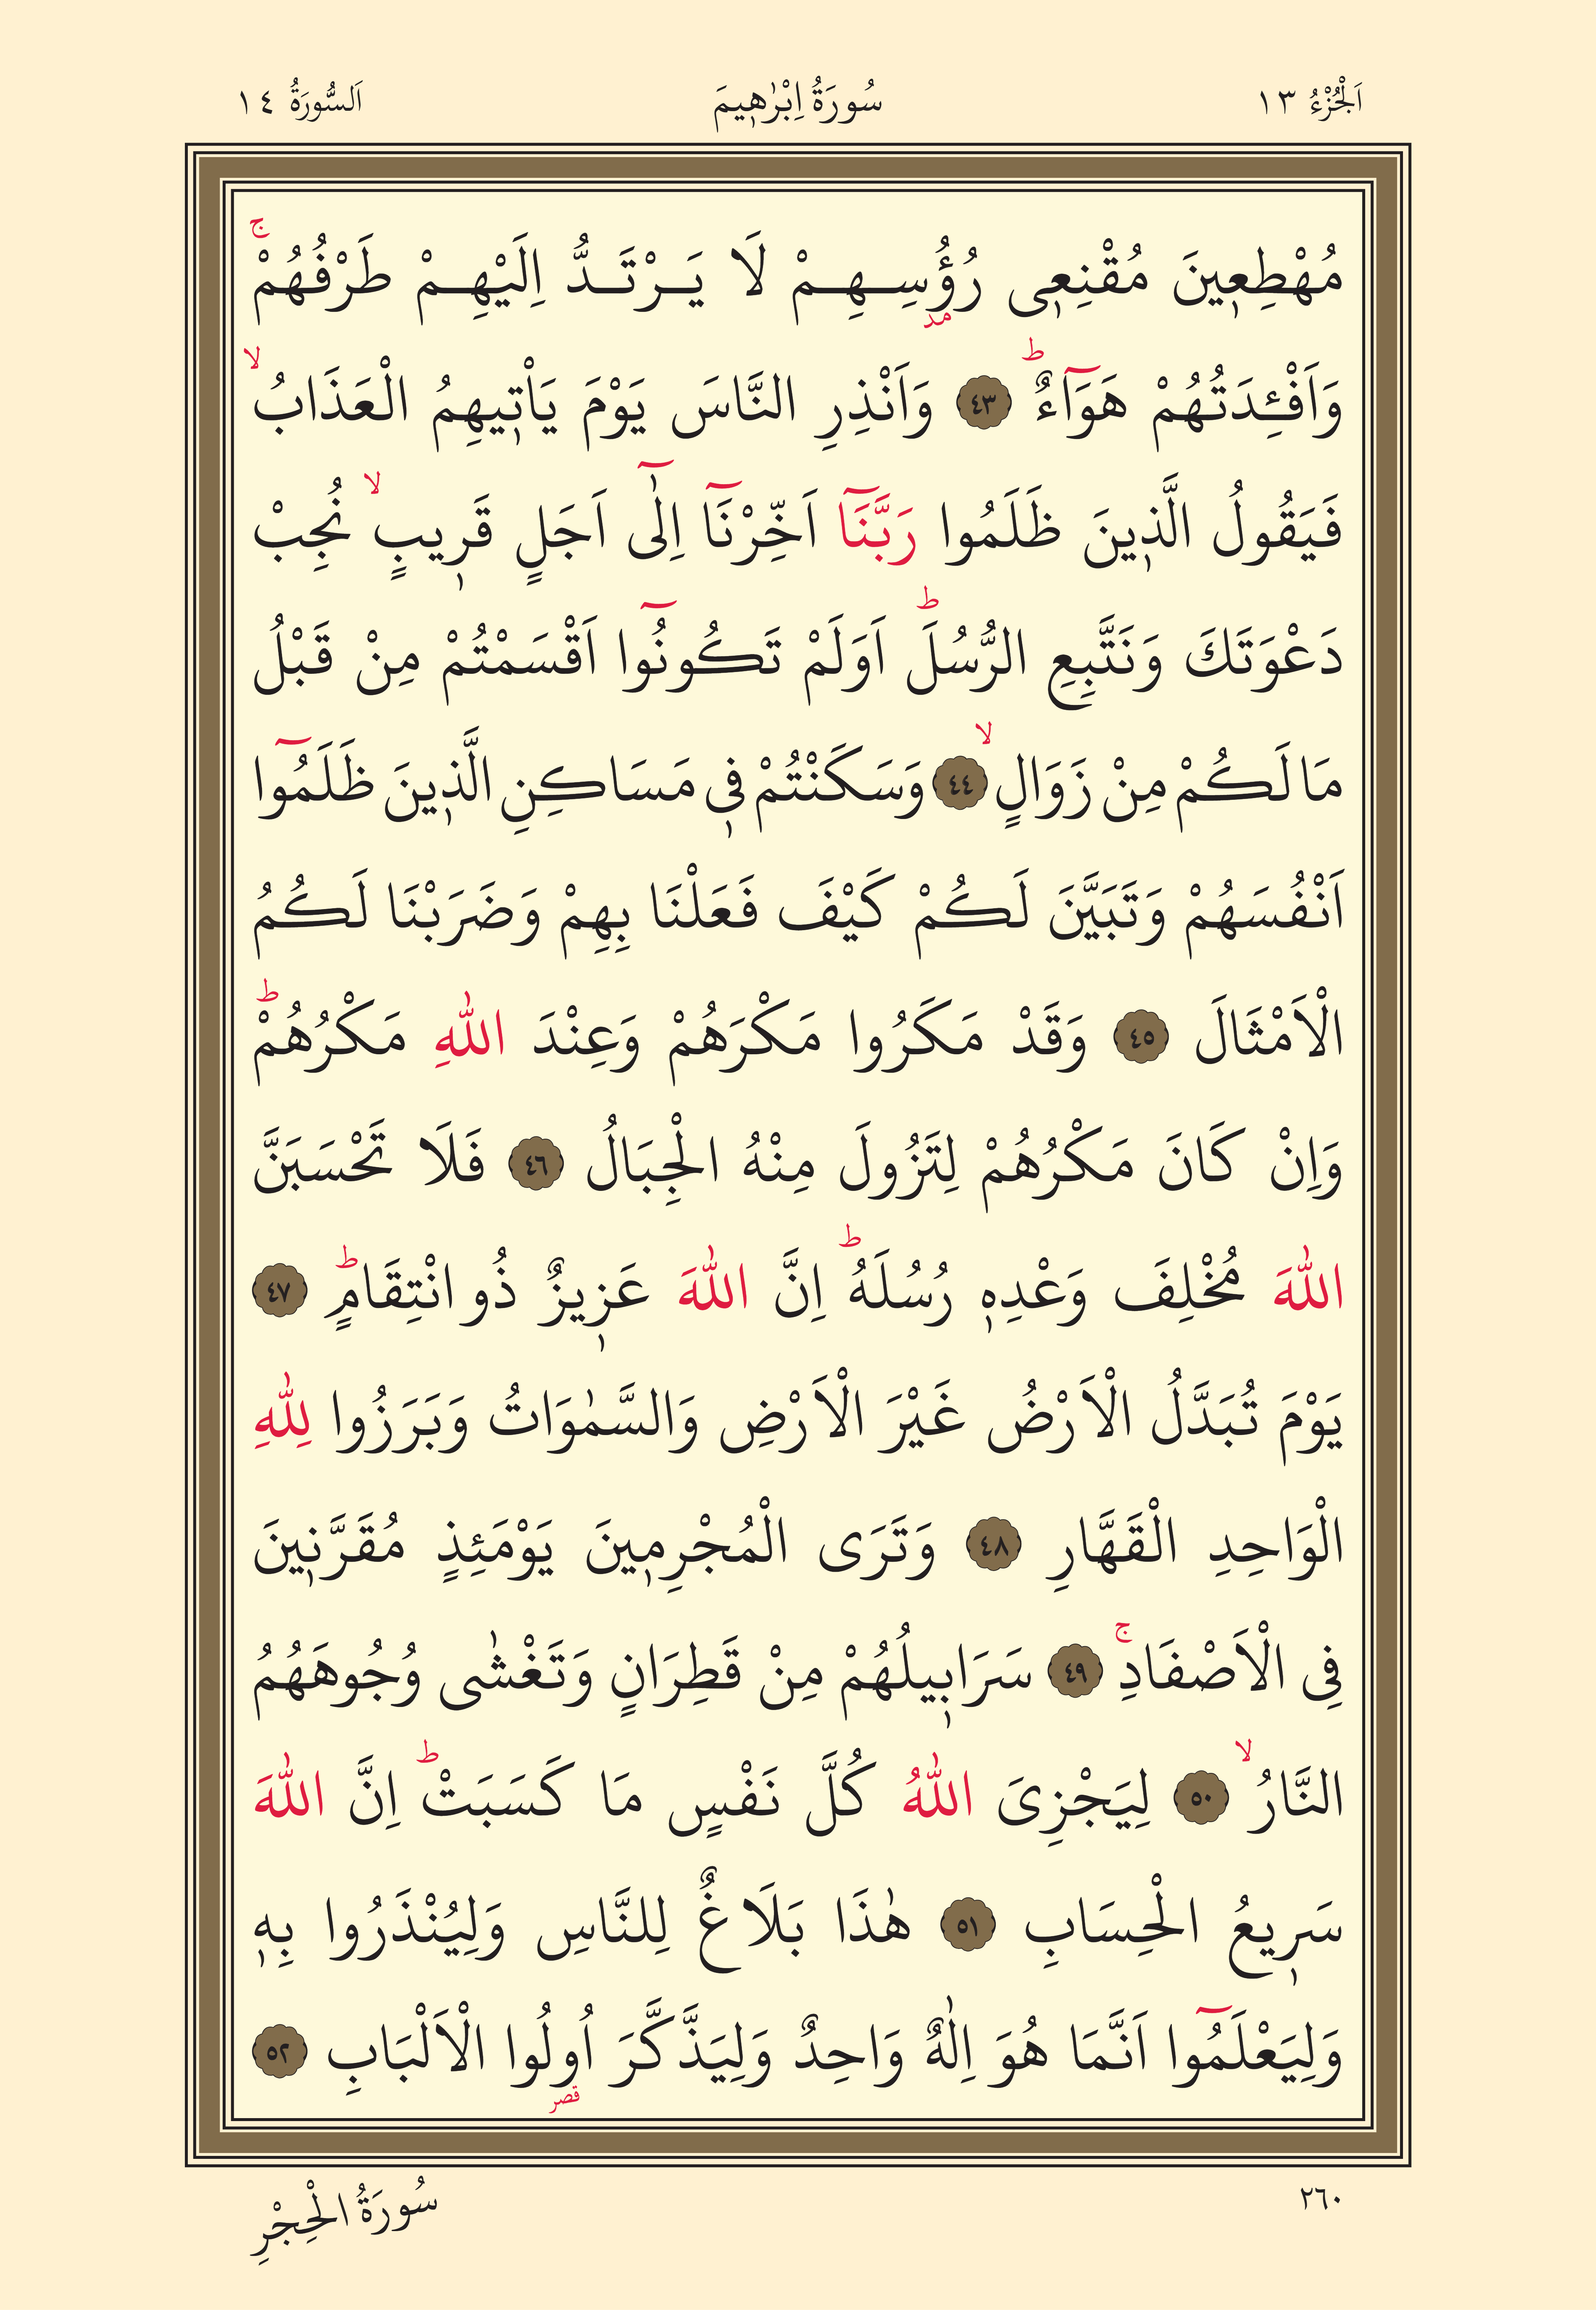 اَلْجُزْءُ ١٣ سُورَةُ اِبْرٰه۪يمَ اَلسُّورَةُ ١٤
مُهْطِع۪ينَ مُقْنِع۪ى رُؤُ۫سِهِمْ لَا يَرْتَدُّ اِلَيْهِمْ طَرْفُهُمْۚ
وَاَفْـِٔدَتُهُمْ هَوَٓاءٌۜ ﴿٤٣﴾ وَاَنْذِرِ النَّاسَ يَوْمَ يَاْت۪يهِمُ الْعَذَابُۙ
فَيَقُولُ الَّذ۪ينَ ظَلَمُوا رَبَّنَٓا اَخِّرْنَٓا اِلٰٓى اَجَلٍ قَر۪يبٍۙ نُجِبْ
دَعْوَتَكَ وَنَتَّبِعِ الرُّسُلَۜ اَوَلَمْ تَكُونُٓوا اَقْسَمْتُمْ مِنْ قَبْلُ
مَا لَكُمْ مِنْ زَوَالٍۙ ﴿٤٤﴾ وَسَكَنْتُمْ ف۪ى مَسَاكِنِ الَّذ۪ينَ ظَلَمُٓوا
اَنْفُسَهُمْ وَتَبَيَّنَ لَكُمْ كَيْفَ فَعَلْنَا بِهِمْ وَضَرَبْنَا لَكُمُ
الْاَمْثَالَ ﴿٤٥﴾ وَقَدْ مَكَرُوا مَكْرَهُمْ وَعِنْدَ اللّٰهِ مَكْرُهُمْۜ
وَاِنْ كَانَ مَكْرُهُمْ لِتَزُولَ مِنْهُ الْجِبَالُ ﴿٤٦﴾ فَلَا تَحْسَبَنَّ
اللّٰهَ مُخْلِفَ وَعْدِه۪ رُسُلَهُۜ اِنَّ اللّٰهَ عَز۪يزٌ ذُو انْتِقَامٍۜ ﴿٤٧﴾
يَوْمَ تُبَدَّلُ الْاَرْضُ غَيْرَ الْاَرْضِ وَالسَّمٰوَاتُ وَبَرَزُوا لِلّٰهِ
الْوَاحِدِ الْقَهَّارِ ﴿٤٨﴾ وَتَرَى الْمُجْرِم۪ينَ يَوْمَئِذٍ مُقَرَّن۪ينَ
فِى الْاَصْفَادِۚ ﴿٤٩﴾ سَرَاب۪يلُهُمْ مِنْ قَطِرَانٍ وَتَغْشٰى وُجُوهَهُمُ
النَّارُۙ ﴿٥٠﴾ لِيَجْزِىَ اللّٰهُ كُلَّ نَفْسٍ مَا كَسَبَتْۜ اِنَّ اللّٰهَ
سَر۪يعُ الْحِسَابِ ﴿٥١﴾ هٰذَا بَلَاغٌ لِلنَّاسِ وَلِيُنْذَرُوا بِه۪
وَلِيَعْلَمُٓوا اَنَّمَا هُوَ اِلٰهٌ وَاحِدٌ وَلِيَذَّكَّرَ اُو۬لُوا الْاَلْبَابِ ﴿٥٢﴾
٢٦٠ سُورَةُ الْحِجْرِ